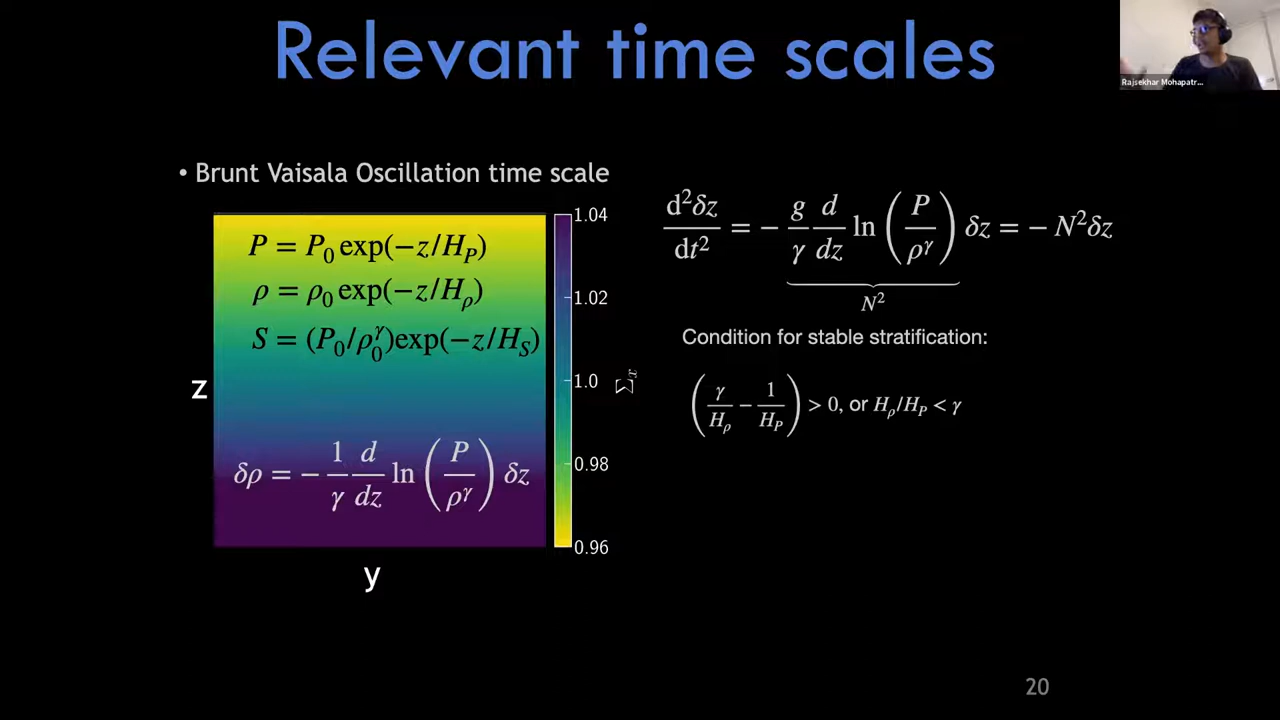 Relevant time scales
Rajsekhar Mohapatr...
• Brunt Vaisala Oscillation time scale
P = P₀ exp(−z/H_P)
ρ = ρ₀ exp(−z/H_ρ)
S = (P₀/ρ₀^γ)exp(−z/H_S)
δρ = − 1/γ d/dz ln (P/ρ^γ) δz
z
y
1.04
1.02
1.0
0.98
0.96
Σ_x
d²δz/dt² = − g/γ d/dz ln (P/ρ^γ) δz = − N²δz
N²
Condition for stable stratification:
(γ/H_ρ − 1/H_P) > 0, or H_ρ/H_P < γ
20